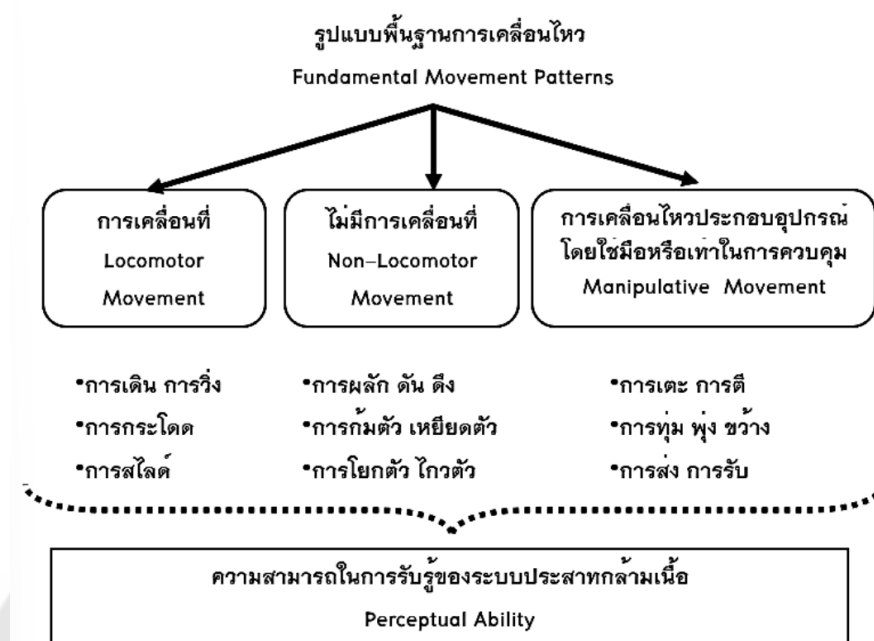 รูปแบบพื้นฐานการเคลื่อนไหว
Fundamental Movement Patterns
การเคลื่อนที่
Locomotor
Movement
ไม่มีการเคลื่อนที่
Non-Locomotor
Movement
การเคลื่อนไหวประกอบอุปกรณ์
โดยใช้มือหรือเท้าในการควบคุม
Manipulative Movement
•การเดิน การวิ่ง
•การกระโดด
•การสไลด์
•การผลัก ดัน ดึง
•การก้มตัว เหยียดตัว
•การโยกตัว ไกวตัว
•การเตะ การตี
•การทุ่ม พุ่ง ขว้าง
•การส่ง การรับ
ความสามารถในการรับรู้ของระบบประสาทกล้ามเนื้อ
Perceptual Ability